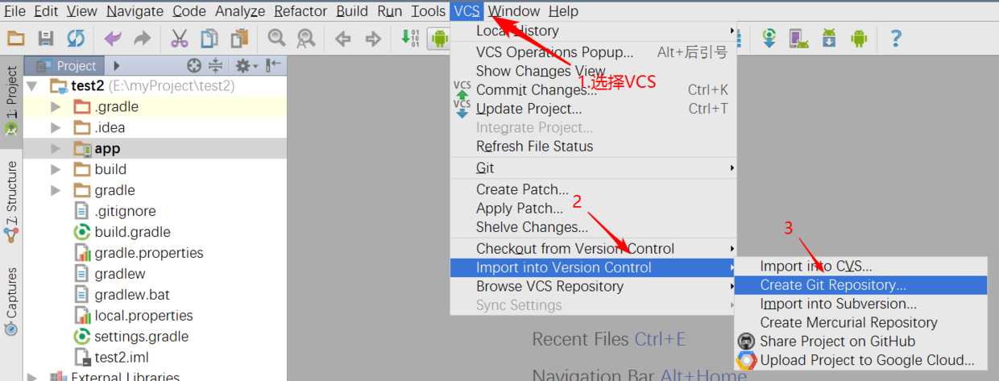 File Edit View Navigate Code Analyze Refactor Build Run Tools VCS Window Help
Project
test2 (E:\myProject\test2)
.gradle
.idea
app
build
gradle
.gitignore
build.gradle
gradle.properties
gradlew
gradlew.bat
local.properties
settings.gradle
test2.iml
External Libraries
1: Project
7: Structure
Captures
Local History
VCS Operations Popup... Alt+后引号
Show Changes View
1.选择VCS
VCS Commit Changes... Ctrl+K
VCS Update Project... Ctrl+T
Integrate Project...
Refresh File Status
Git
Create Patch...
2
Apply Patch...
Shelve Changes...
Checkout from Version Control
Import into Version Control
Browse VCS Repository
Sync Settings
3
Import into CVS...
Create Git Repository...
Import into Subversion...
Create Mercurial Repository
Share Project on GitHub
Upload Project to Google Cloud...
Recent Files Ctrl+E
Navigation Bar Alt+Home